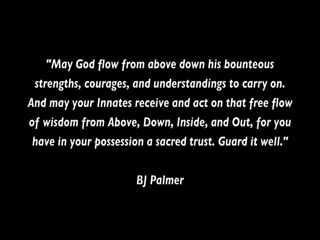 "May God flow from above down his bounteous
strengths, courages, and understandings to carry on.
And may your Innates receive and act on that free flow
of wisdom from Above, Down, Inside, and Out, for you
have in your possession a sacred trust. Guard it well."
BJ Palmer